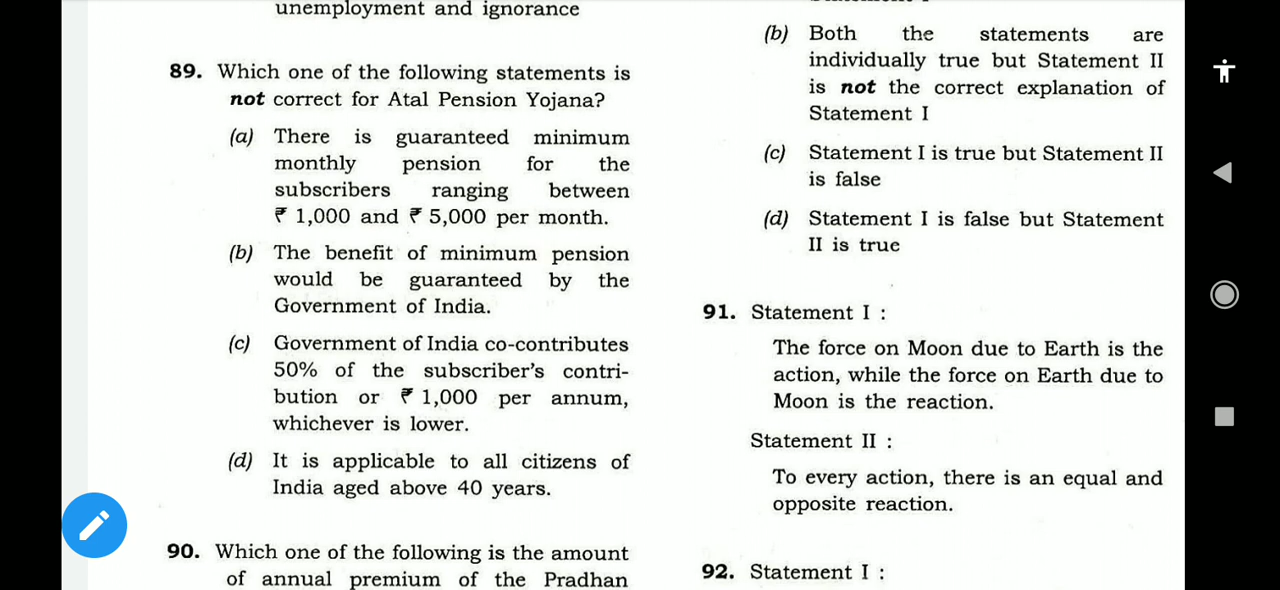 unemployment and ignorance
89. Which one of the following statements is
not correct for Atal Pension Yojana?
(a) There is guaranteed minimum
monthly pension for the
subscribers ranging between
₹ 1,000 and ₹ 5,000 per month.
(b) The benefit of minimum pension
would be guaranteed by the
Government of India.
(c) Government of India co-contributes
50% of the subscriber's contri-
bution or ₹ 1,000 per annum,
whichever is lower.
(d) It is applicable to all citizens of
India aged above 40 years.
90. Which one of the following is the amount
of annual premium of the Pradhan
(b) Both the statements are
individually true but Statement II
is not the correct explanation of
Statement I
(c) Statement I is true but Statement II
is false
(d) Statement I is false but Statement
II is true
91. Statement I :
The force on Moon due to Earth is the
action, while the force on Earth due to
Moon is the reaction.
Statement II :
To every action, there is an equal and
opposite reaction.
92. Statement I :